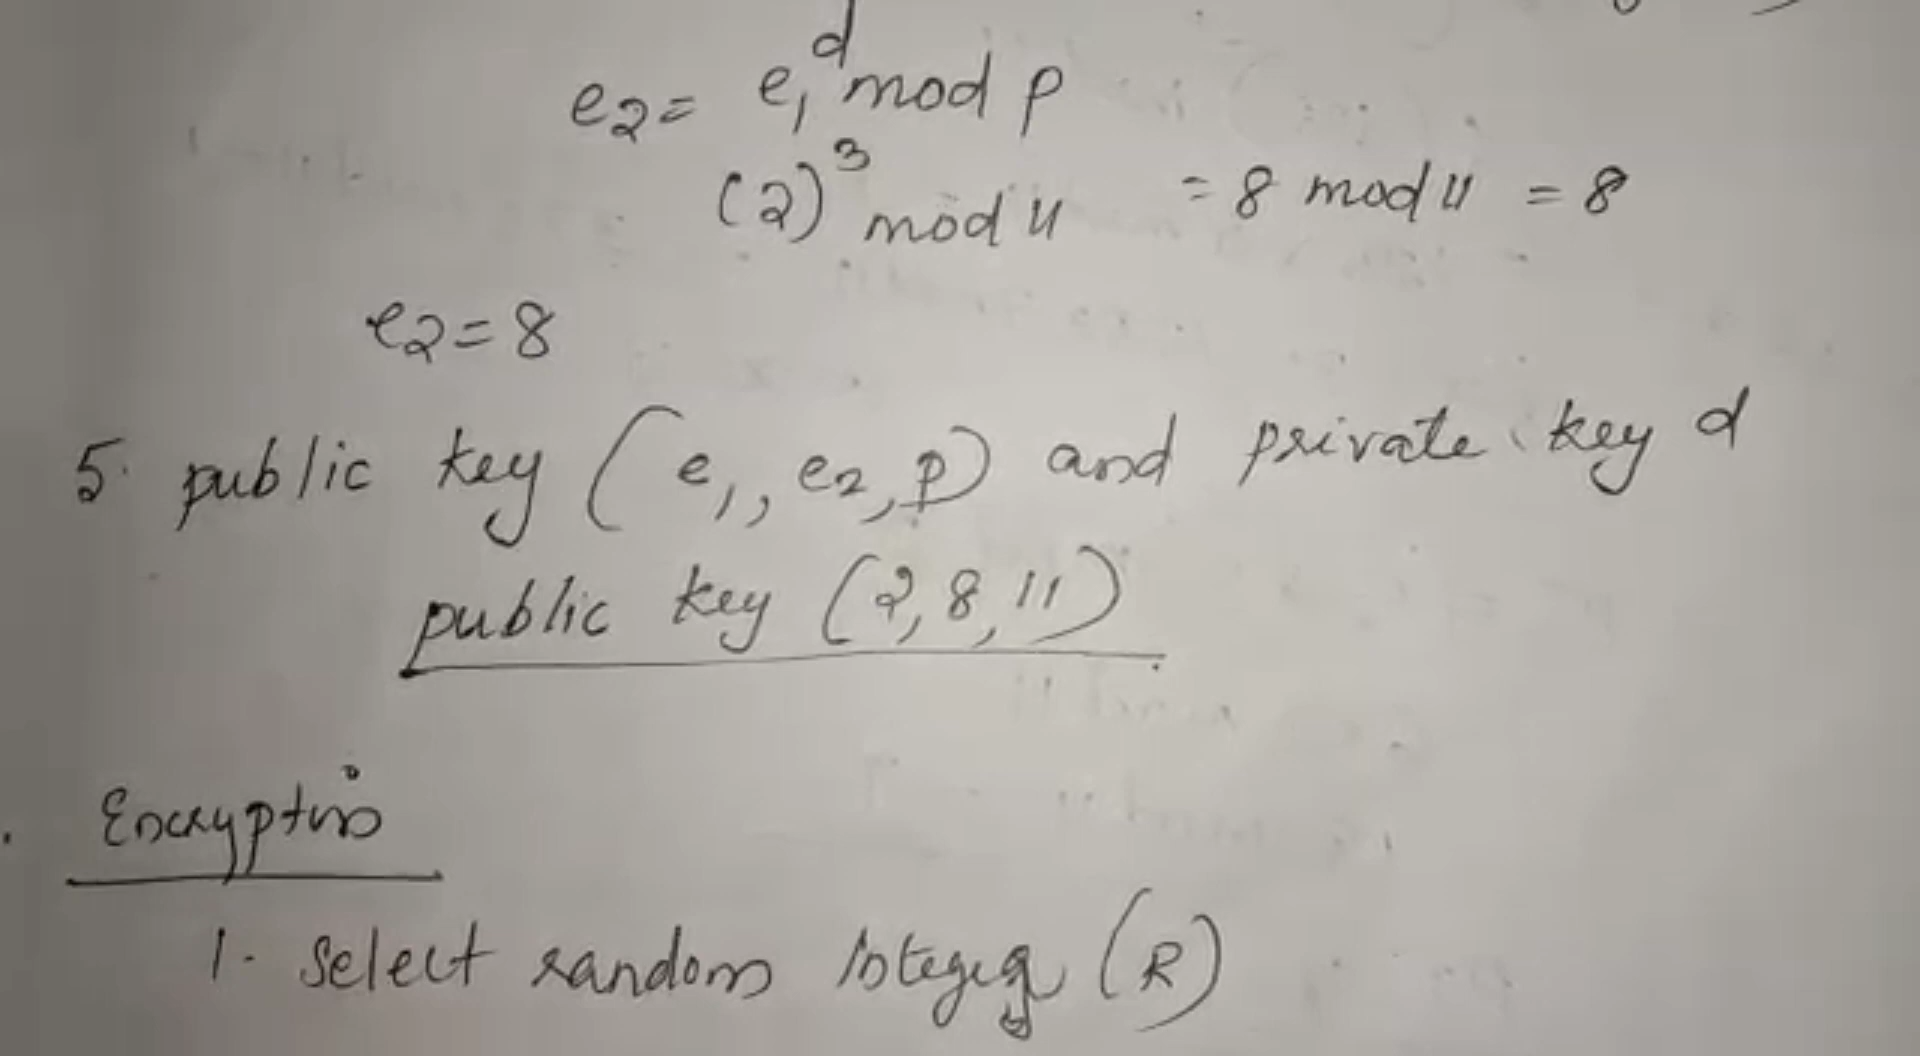 e₂ = e₁^d mod p
(2)³ mod 11 = 8 mod 11 = 8
e₂ = 8
5. public key (e₁, e₂, p) and private key d
public key (2, 8, 11)
Encryption
1. Select random integer (R)